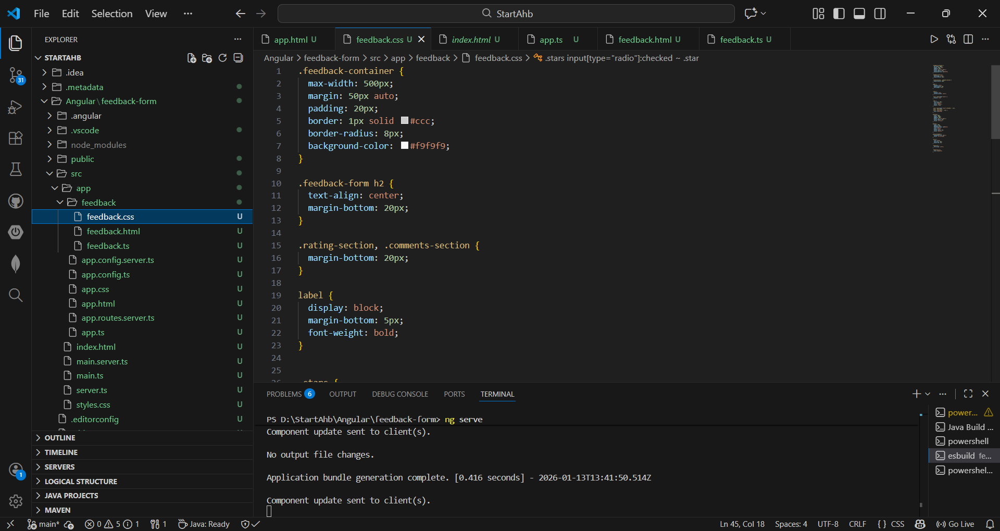 File Edit Selection View ··· StartAhb
EXPLORER
STARTAHB
.idea
.metadata
Angular\feedback-form
.angular
.vscode
node_modules
public
src
app
feedback
feedback.css U
feedback.html U
feedback.ts U
app.config.server.ts U
app.config.ts U
app.css U
app.html U
app.routes.server.ts U
app.ts U
index.html U
main.server.ts U
main.ts U
server.ts U
styles.css U
.editorconfig U
OUTLINE
TIMELINE
SERVERS
LOGICAL STRUCTURE
JAVA PROJECTS
MAVEN
31
1
app.html U feedback.css U index.html U app.ts U feedback.html U feedback.ts U
Angular > feedback-form > src > app > feedback > feedback.css > .stars input[type="radio"]:checked ~ .star
1 .feedback-container {
2 max-width: 500px;
3 margin: 50px auto;
4 padding: 20px;
5 border: 1px solid #ccc;
6 border-radius: 8px;
7 background-color: #f9f9f9;
8 }
9
10 .feedback-form h2 {
11 text-align: center;
12 margin-bottom: 20px;
13 }
14
15 .rating-section, .comments-section {
16 margin-bottom: 20px;
17 }
18
19 label {
20 display: block;
21 margin-bottom: 5px;
22 font-weight: bold;
23 }
24
25
26 .stars {
PROBLEMS 6 OUTPUT DEBUG CONSOLE PORTS TERMINAL
PS D:\StartAhb\Angular\feedback-form> ng serve
Component update sent to client(s).
No output file changes.
Application bundle generation complete. [0.416 seconds] - 2026-01-13T13:41:50.514Z
Component update sent to client(s).
power...
Java Build ...
powershell
esbuild fe...
powershel...
main* 0 5 1 1 Java: Ready Ln 45, Col 18 Spaces: 4 UTF-8 CRLF { } CSS Go Live